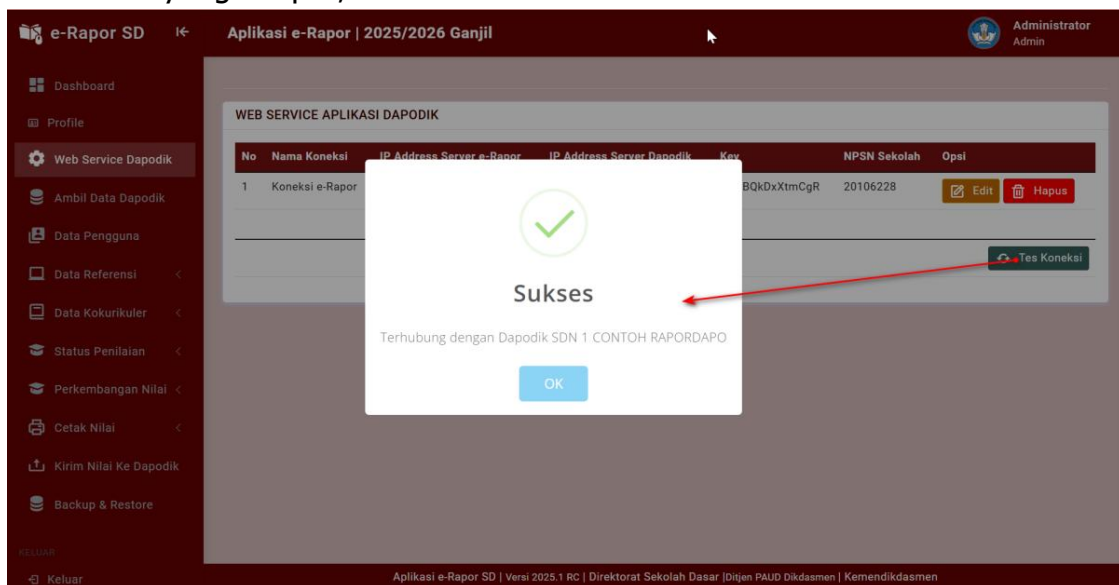 e-Rapor SD
Aplikasi e-Rapor | 2025/2026 Ganjil
Administrator
Admin
Dashboard
Profile
Web Service Dapodik
Ambil Data Dapodik
Data Pengguna
Data Referensi
Data Kokurikuler
Status Penilaian
Perkembangan Nilai
Cetak Nilai
Kirim Nilai Ke Dapodik
Backup & Restore
KELUAR
Keluar
WEB SERVICE APLIKASI DAPODIK
No Nama Koneksi IP Address Server e-Rapor IP Address Server Dapodik Key NPSN Sekolah Opsi
1 Koneksi e-Rapor BQkDxXtmCgR 20106228 Edit Hapus
Tes Koneksi
Sukses
Terhubung dengan Dapodik SDN 1 CONTOH RAPORDAPO
OK
Aplikasi e-Rapor SD | Versi 2025.1 RC | Direktorat Sekolah Dasar |Ditjen PAUD Dikdasmen | Kemendikdasmen